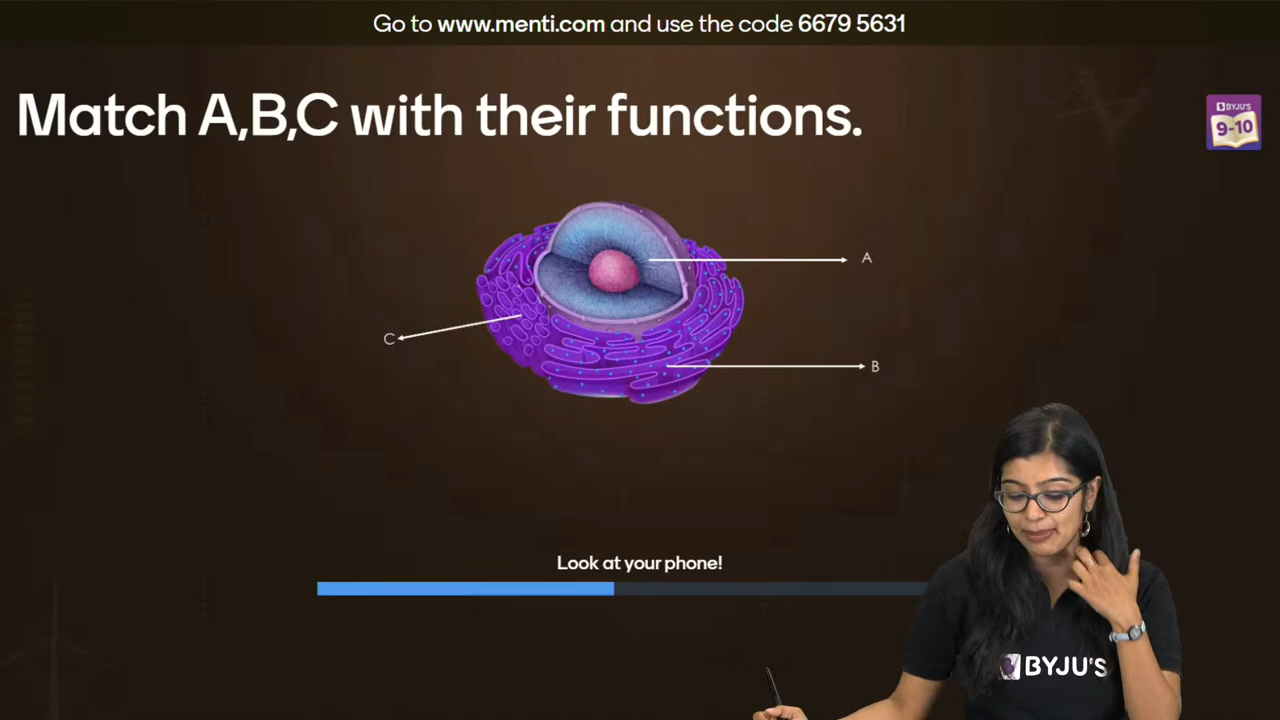 Go to www.menti.com and use the code 6679 5631
Match A,B,C with their functions.
BYJU'S
9-10
A
C
B
Look at your phone!
BYJU'S